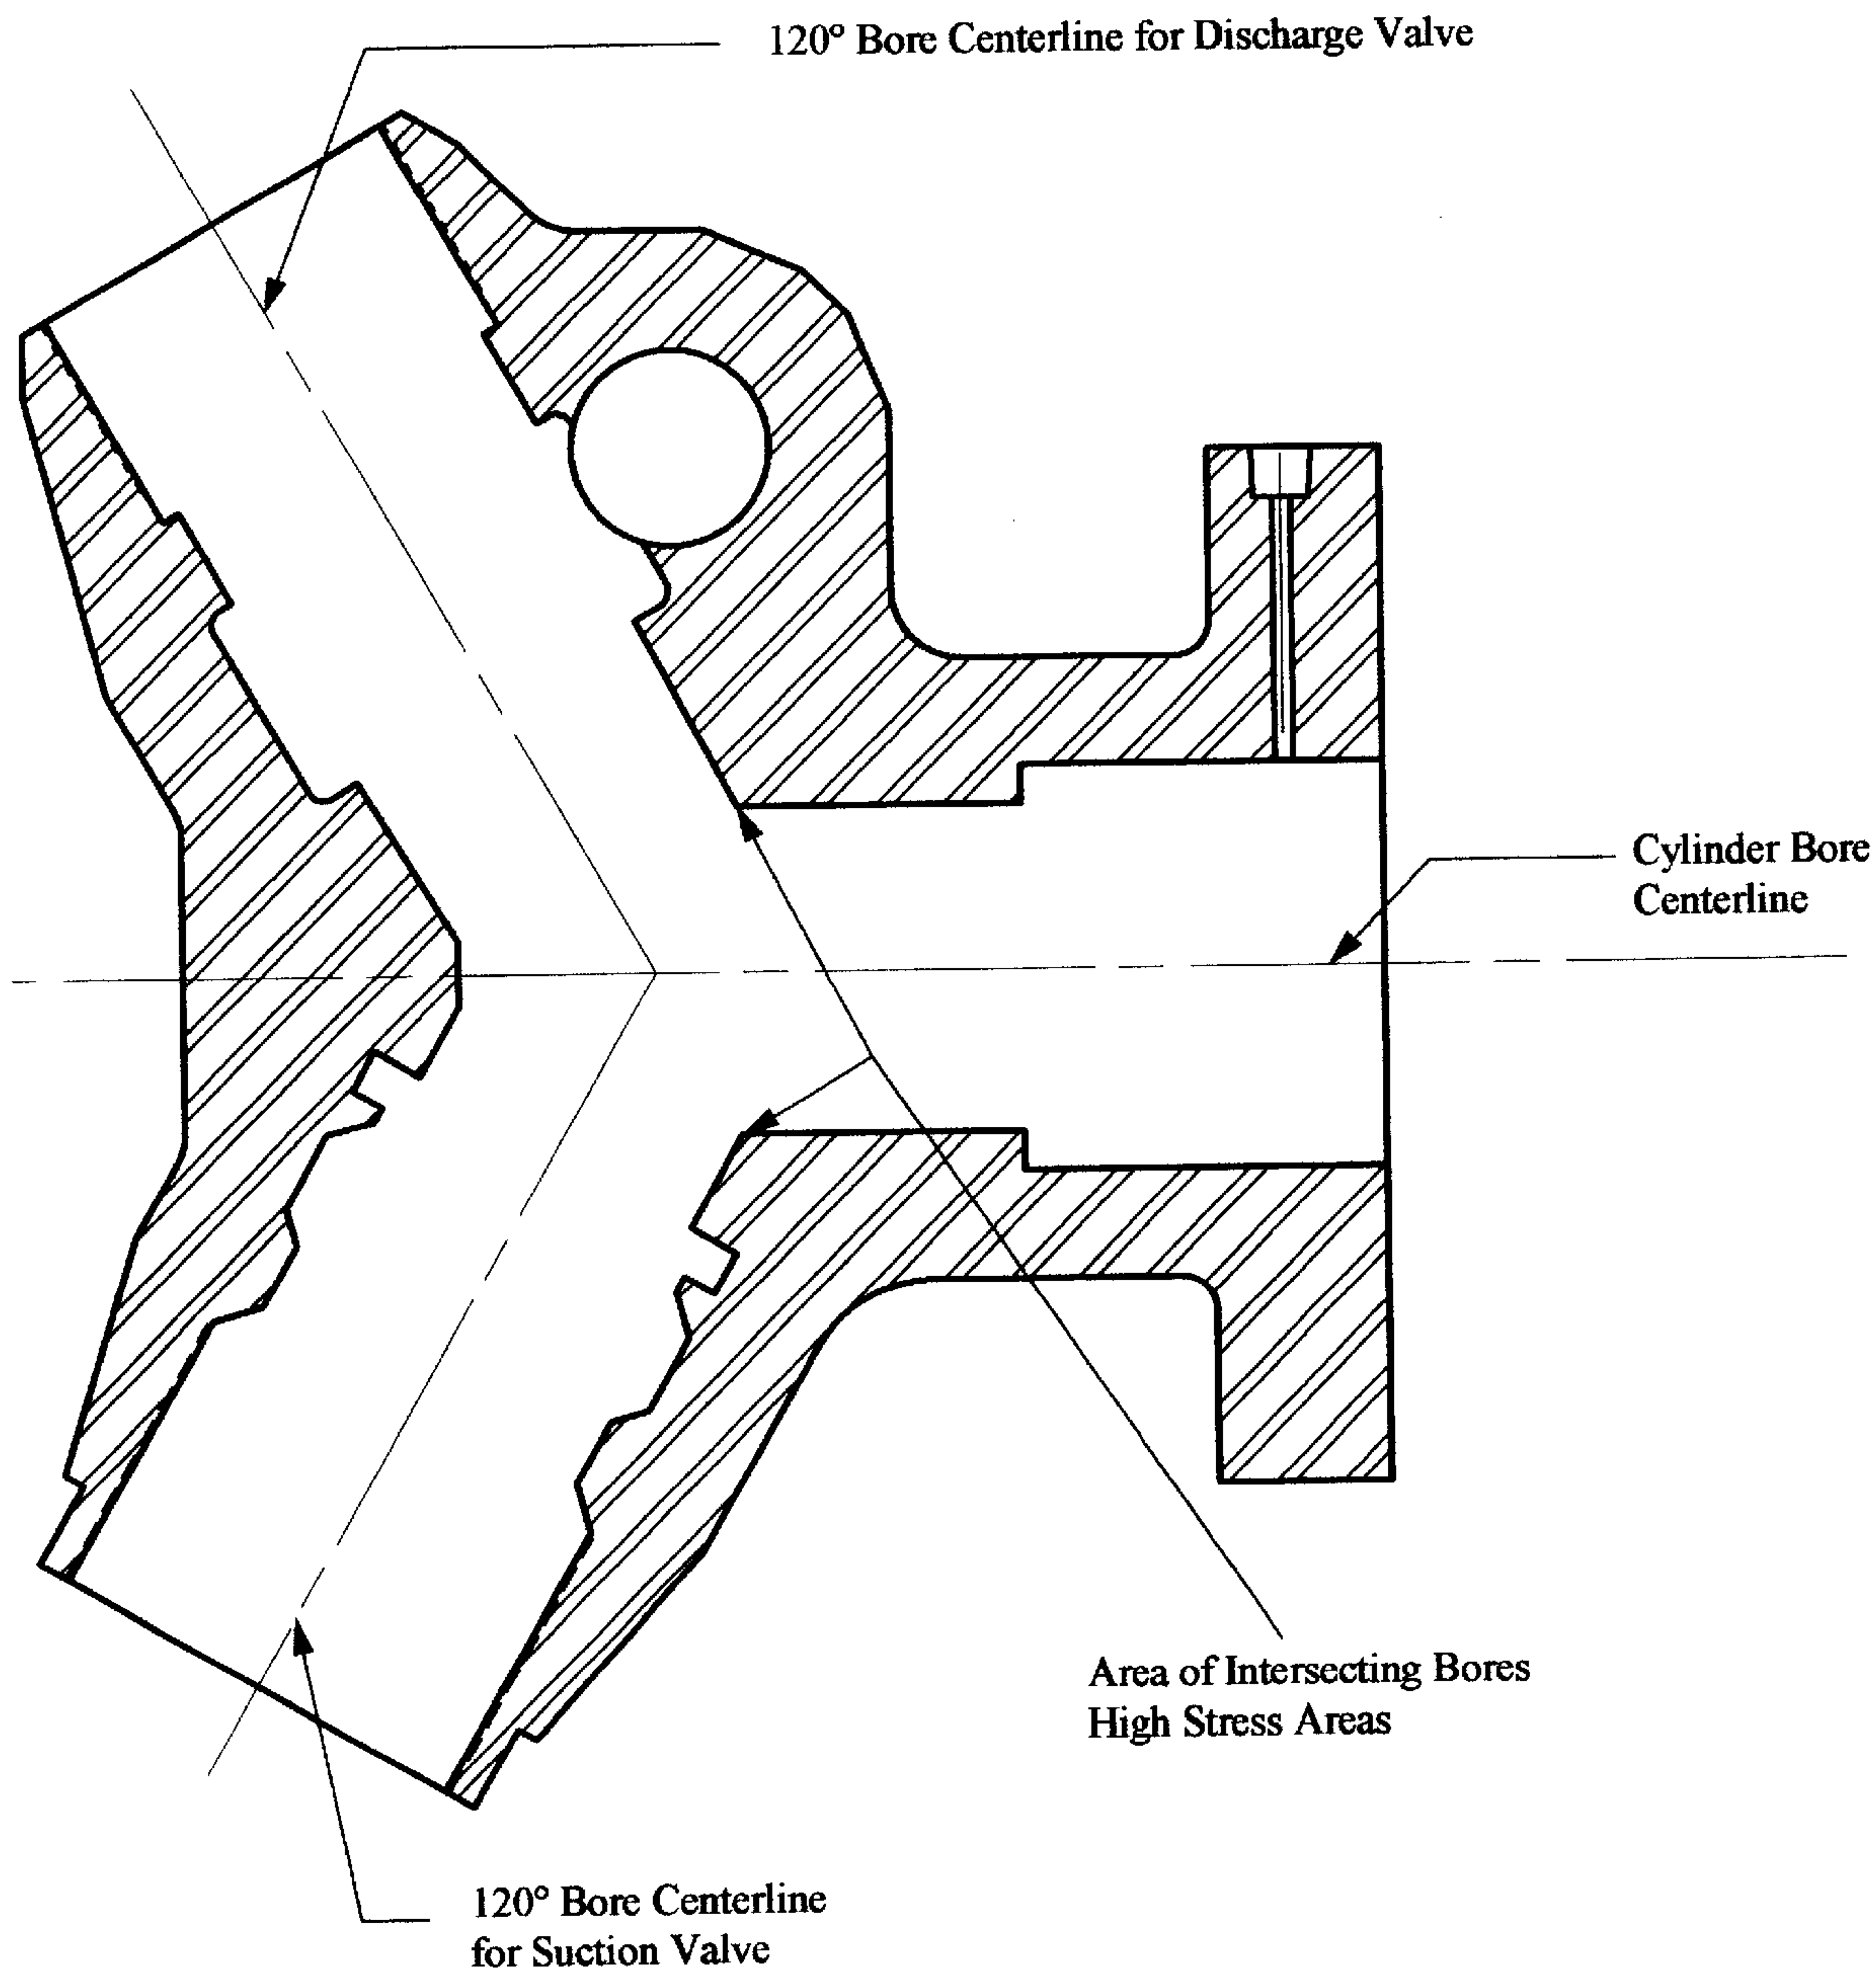 120° Bore Centerline for Discharge Valve
Cylinder Bore
Centerline
Area of Intersecting Bores
High Stress Areas
120° Bore Centerline
for Suction Valve